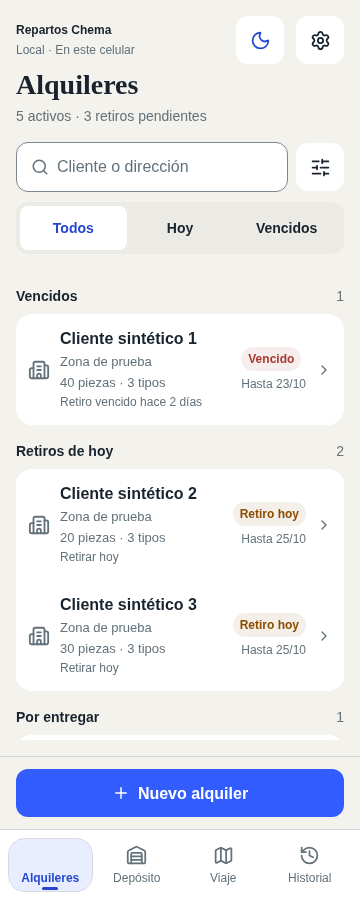 Repartos Chema
Local · En este celular
Alquileres
5 activos · 3 retiros pendientes
Cliente o dirección
Todos
Hoy
Vencidos
Vencidos
1
Cliente sintético 1
Zona de prueba
40 piezas · 3 tipos
Retiro vencido hace 2 días
Vencido
Hasta 23/10
Retiros de hoy
2
Cliente sintético 2
Zona de prueba
20 piezas · 3 tipos
Retirar hoy
Retiro hoy
Hasta 25/10
Cliente sintético 3
Zona de prueba
30 piezas · 3 tipos
Retirar hoy
Retiro hoy
Hasta 25/10
Por entregar
1
Nuevo alquiler
Alquileres
Depósito
Viaje
Historial